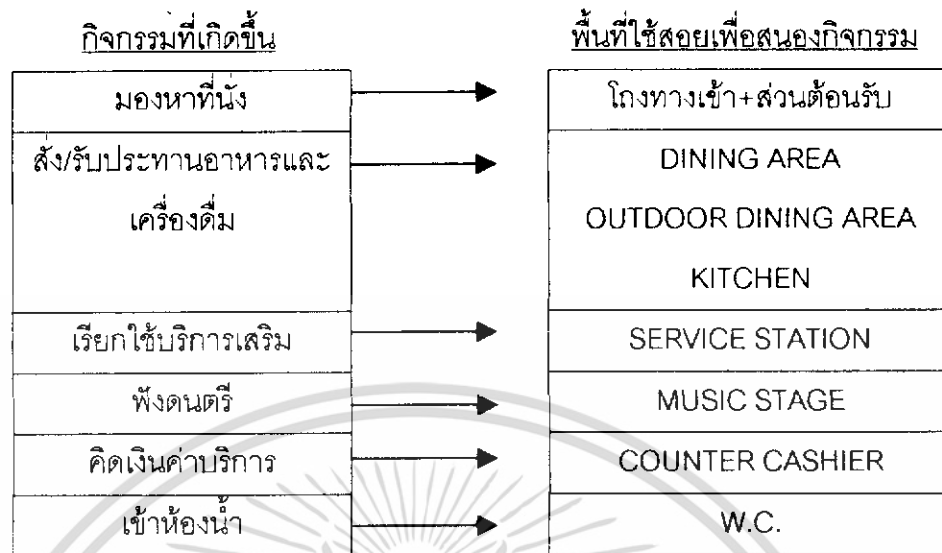 กิจกรรมที่เกิดขึ้น พื้นที่ใช้สอยเพื่อสนองกิจกรรม
มองหาที่นั่ง โถงทางเข้า+ส่วนต้อนรับ
สั่ง/รับประทานอาหารและ DINING AREA
เครื่องดื่ม OUTDOOR DINING AREA
KITCHEN
เรียกใช้บริการเสริม SERVICE STATION
ฟังดนตรี MUSIC STAGE
คิดเงินค่าบริการ COUNTER CASHIER
เข้าห้องน้ำ W.C.